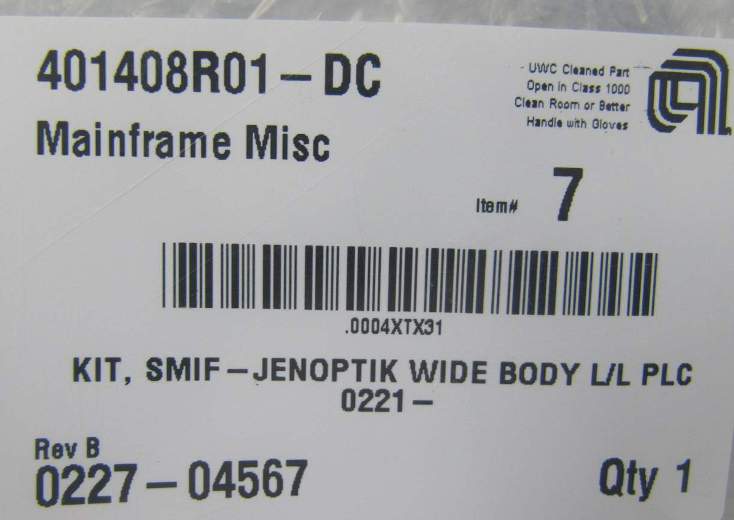 401408R01-DC
Mainframe Misc
- UWC Cleaned Part
Open in Class 1000
Clean Room or Better
Handle with Gloves
Item# 7
.0004XTX31
KIT, SMIF-JENOPTIK WIDE BODY L/L PLC
0221-
Rev B
0227-04567
Qty 1